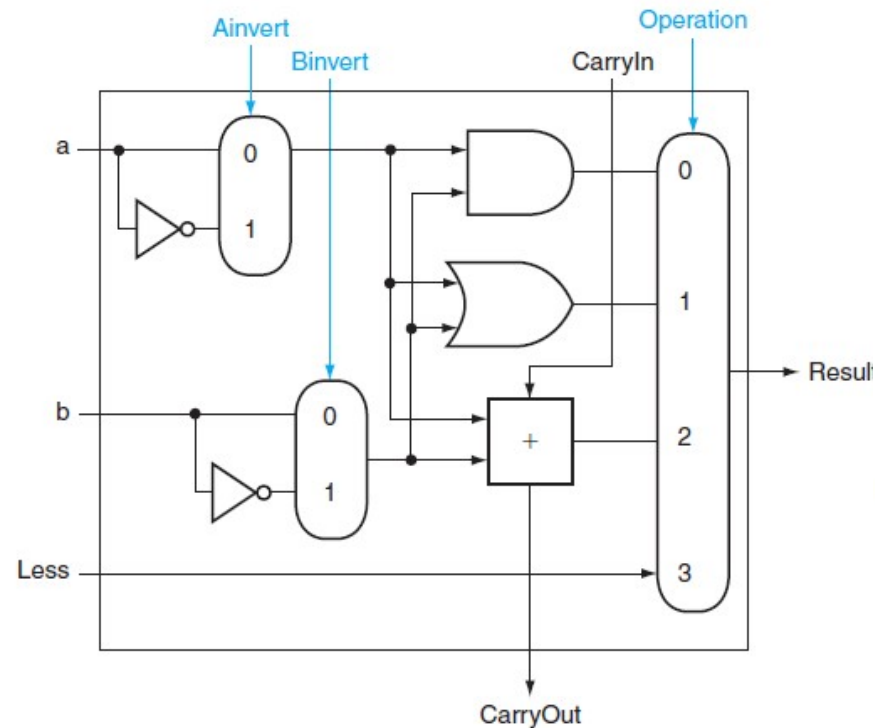 Ainvert
Operation
Binvert
CarryIn
a
0
0
1
1
Result
b
0
+
2
1
Less
3
CarryOut